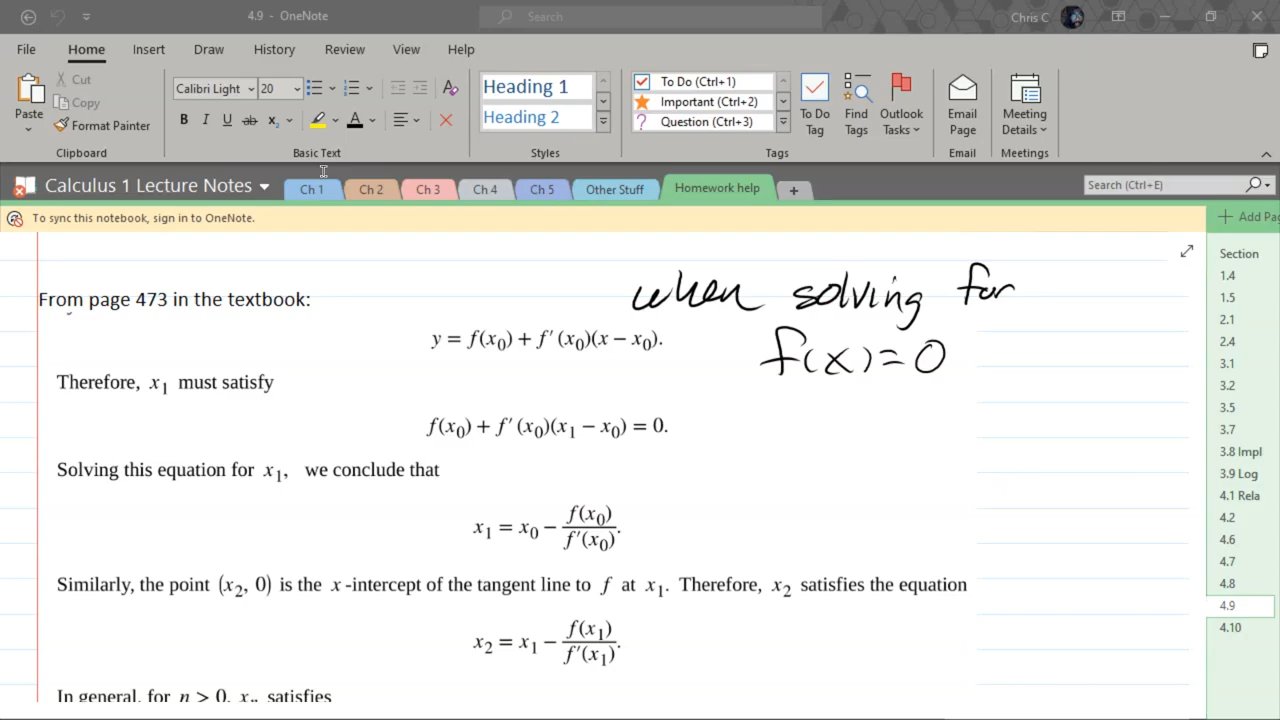 4.9 - OneNote
Search
Chris C
File Home Insert Draw History Review View Help
Paste
Cut
Copy
Format Painter
Clipboard
Calibri Light 20
B I U ab x₂ A
Basic Text
Heading 1
Heading 2
Styles
To Do (Ctrl+1)
Important (Ctrl+2)
? Question (Ctrl+3)
To Do Tag
Find Tags
Outlook Tasks
Tags
Email Page
Email
Meeting Details
Meetings
Calculus 1 Lecture Notes
Ch 1 Ch 2 Ch 3 Ch 4 Ch 5 Other Stuff Homework help +
Search (Ctrl+E)
To sync this notebook, sign in to OneNote.
+ Add Pag
From page 473 in the textbook:
when solving for
f(x)=0
y = f(x₀) + f′(x₀)(x − x₀).
Therefore, x₁ must satisfy
f(x₀) + f′(x₀)(x₁ − x₀) = 0.
Solving this equation for x₁, we conclude that
x₁ = x₀ − f(x₀)/f′(x₀).
Similarly, the point (x₂, 0) is the x-intercept of the tangent line to f at x₁. Therefore, x₂ satisfies the equation
x₂ = x₁ − f(x₁)/f′(x₁).
In general, for n > 0, xₙ satisfies
Section
1.4
1.5
2.1
2.4
3.1
3.2
3.5
3.7
3.8 Impl
3.9 Log
4.1 Rela
4.2
4.6
4.7
4.8
4.9
4.10